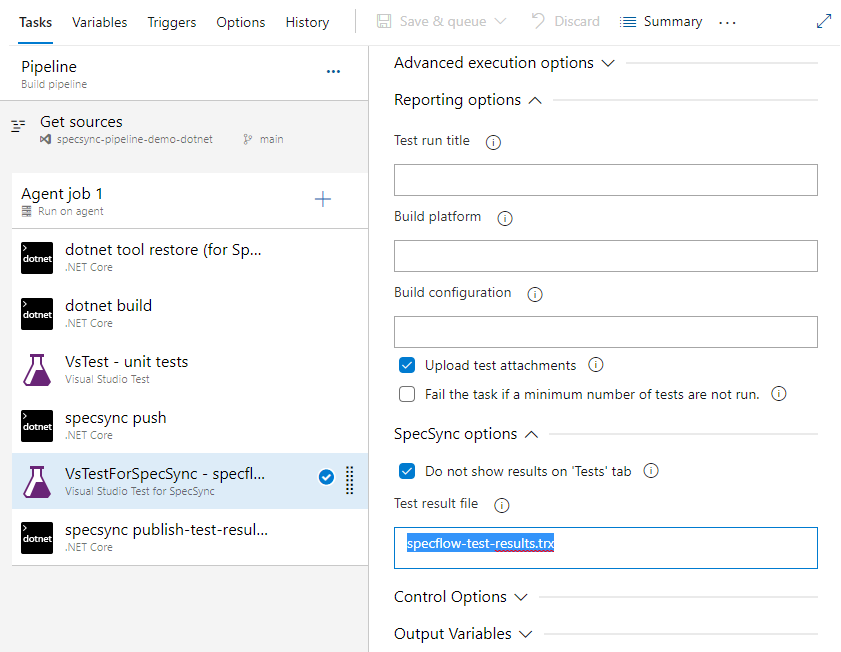 Tasks Variables Triggers Options History Save & queue Discard Summary ...
Pipeline
Build pipeline
Get sources
specsync-pipeline-demo-dotnet main
Agent job 1
Run on agent
dotnet
dotnet tool restore (for Sp...
.NET Core
dotnet
dotnet build
.NET Core
VsTest - unit tests
Visual Studio Test
dotnet
specsync push
.NET Core
VsTestForSpecSync - specfl...
Visual Studio Test for SpecSync
dotnet
specsync publish-test-resul...
.NET Core
Advanced execution options
Reporting options
Test run title
Build platform
Build configuration
Upload test attachments
Fail the task if a minimum number of tests are not run.
SpecSync options
Do not show results on 'Tests' tab
Test result file
specflow-test-results.trx
Control Options
Output Variables